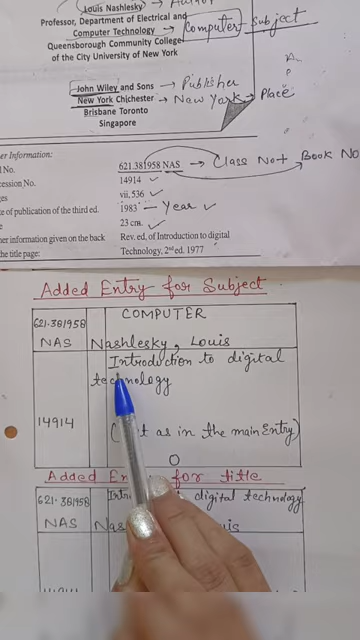 Louis Nashlesky → Author
Professor, Department of Electrical and
Computer Technology → Computer - Subject
Queensborough Community College
of the City University of New York
John Wiley and Sons → Publisher
New York Chichester → New York → Place
Brisbane Toronto
Singapore
er Information:
l No. 621.381958 NAS → Class No + Book No
cession No. 14914
ges vii, 536
te of publication of the third ed. 1983 — Year
e 23 cm.
her information given on the back Rev. ed. of Introduction to digital
the title page: Technology, 2nd ed. 1977
Added Entry for Subject
COMPUTER
621.381958
NAS Nashlesky, Louis
Introduction to digital
technology
14914 as in the main Entry)
Added for title
621.381958 digital technology
NAS